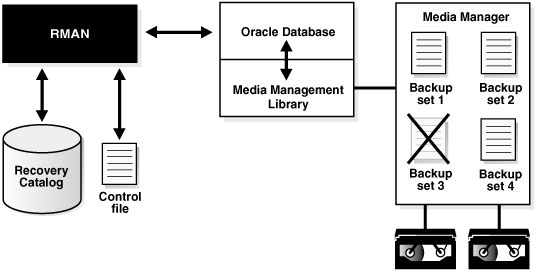 RMAN
Oracle Database
Media Management
Library
Recovery
Catalog
Control
file
Media Manager
Backup
set 1
Backup
set 2
Backup
set 3
Backup
set 4